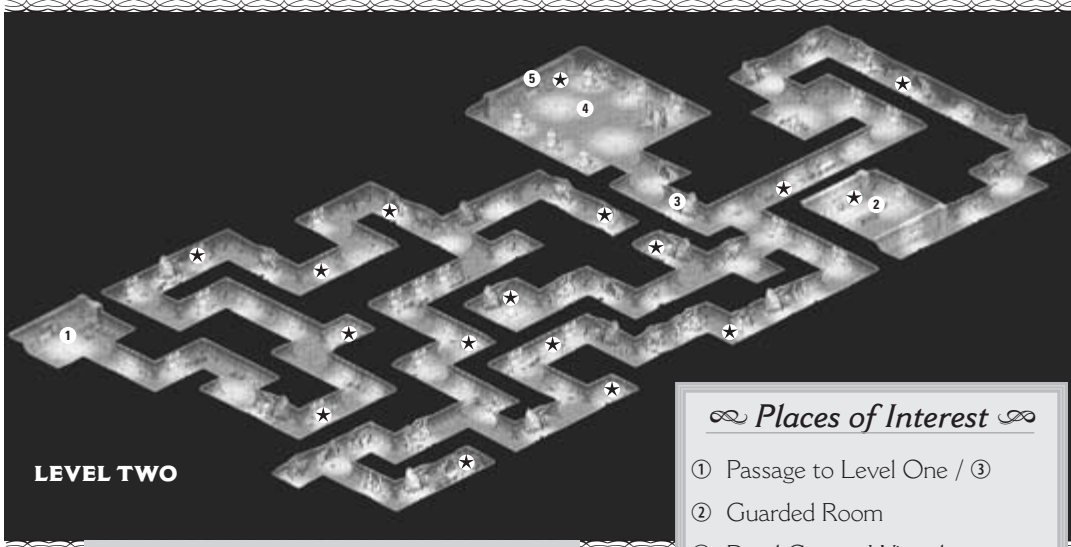 5
4
3
2
1
LEVEL TWO
Places of Interest
① Passage to Level One / ③
② Guarded Room